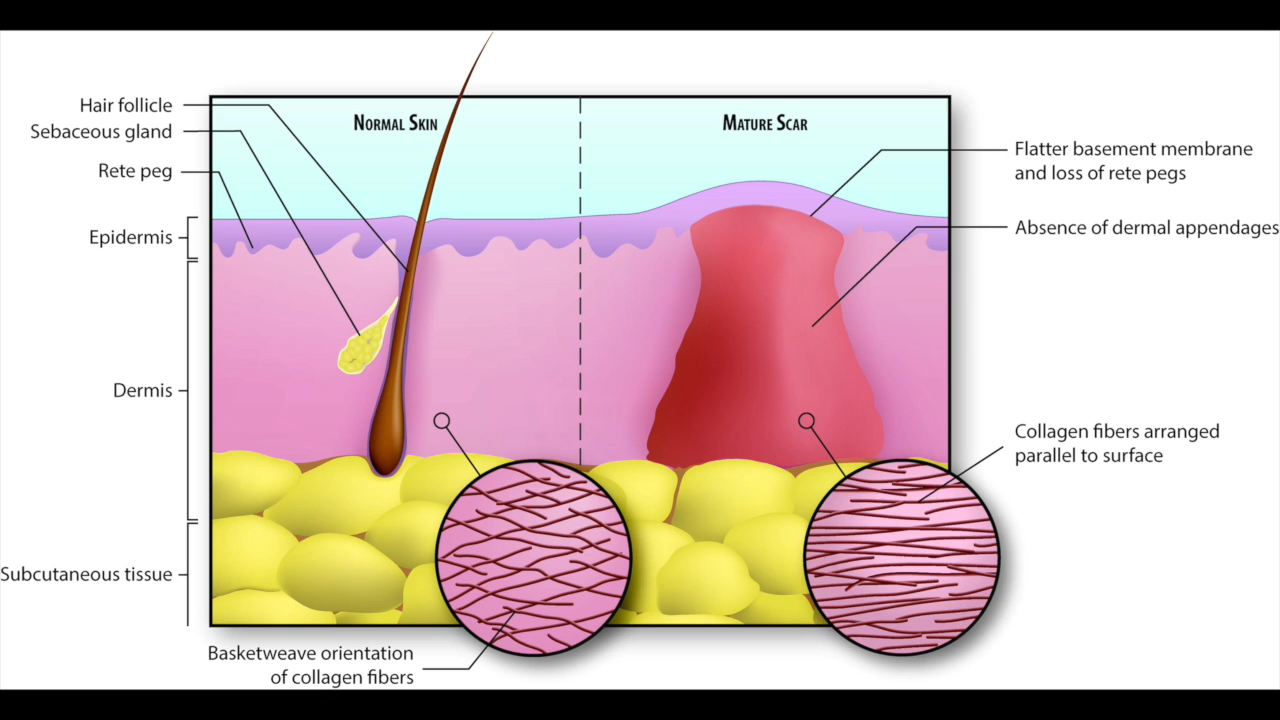 NORMAL SKIN
MATURE SCAR
Hair follicle
Sebaceous gland
Rete peg
Epidermis
Dermis
Subcutaneous tissue
Basketweave orientation
of collagen fibers
Flatter basement membrane
and loss of rete pegs
Absence of dermal appendages
Collagen fibers arranged
parallel to surface